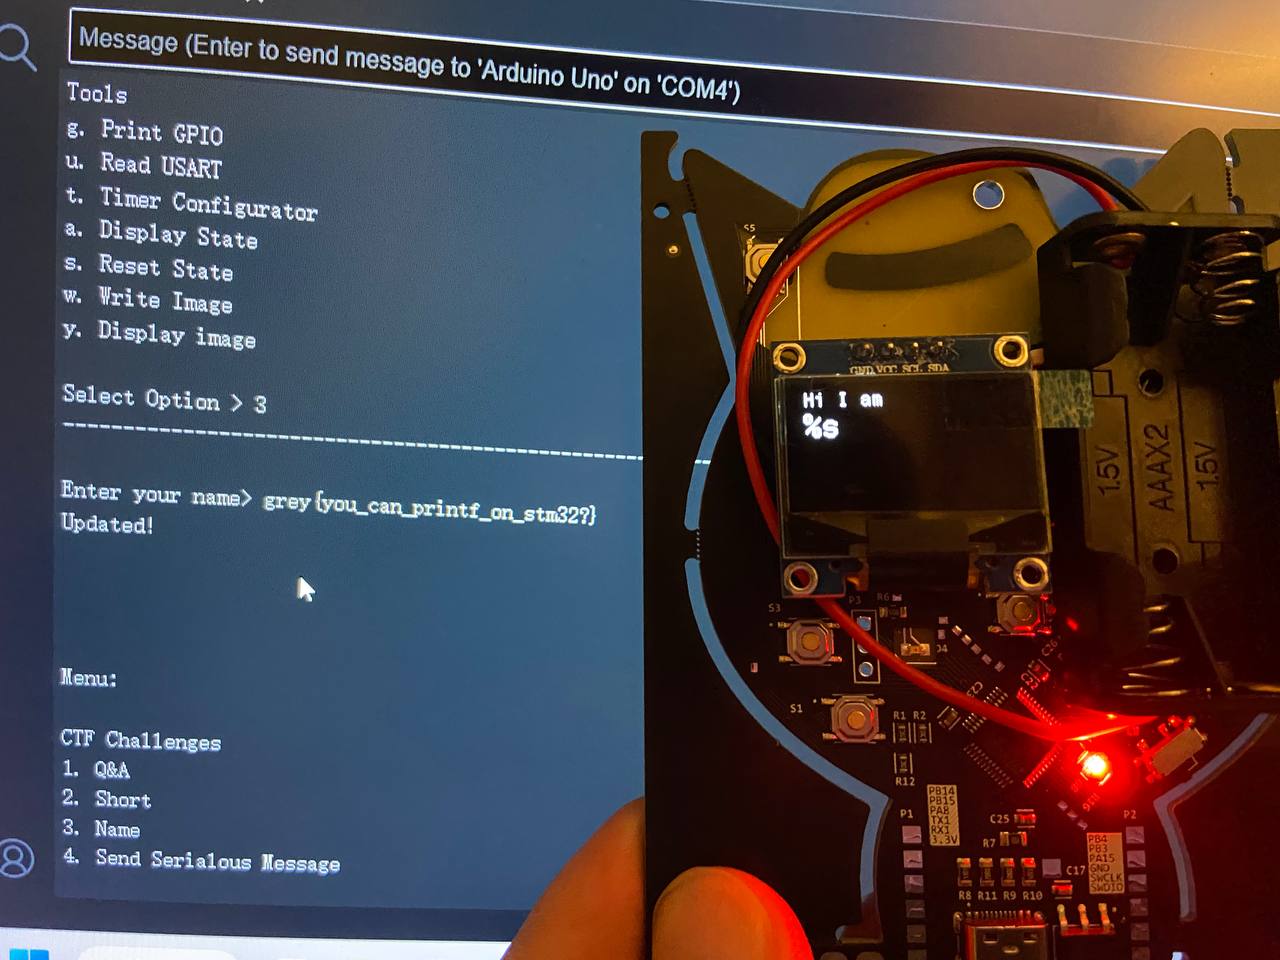 Message (Enter to send message to 'Arduino Uno' on 'COM4')
Tools
g. Print GPIO
u. Read USART
t. Timer Configurator
a. Display State
s. Reset State
w. Write Image
y. Display image
Select Option > 3
Enter your name> grey{you_can_printf_on_stm32?}
Updated!
Menu:
CTF Challenges
1. Q&A
2. Short
3. Name
4. Send Serialous Message
S5
GND VCC SCL SDA
Hi I am
%s
1.5V
AAAX2
1.5V
S3
P3
R6
D4
C26
C23
S1
R1 R2
R12
PB14
PB15
PA8
TX1
RX1
3.3V
P1
C25
R7
P2
PB4
PB3
PA15
GND
SWCLK
SWDIO
C17
R8 R11 R9 R10